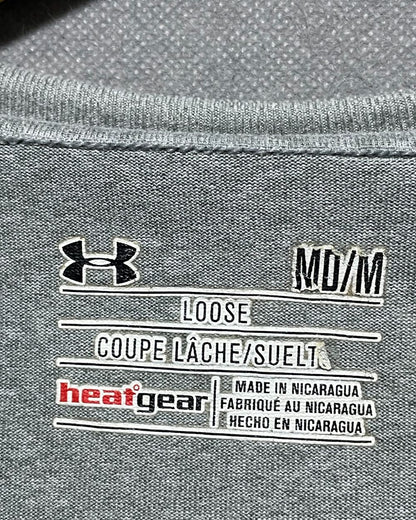 MD/M
LOOSE
COUPE LÂCHE/SUELT
heatgear
MADE IN NICARAGUA
FABRIQUÉ AU NICARAGUA
HECHO EN NICARAGUA